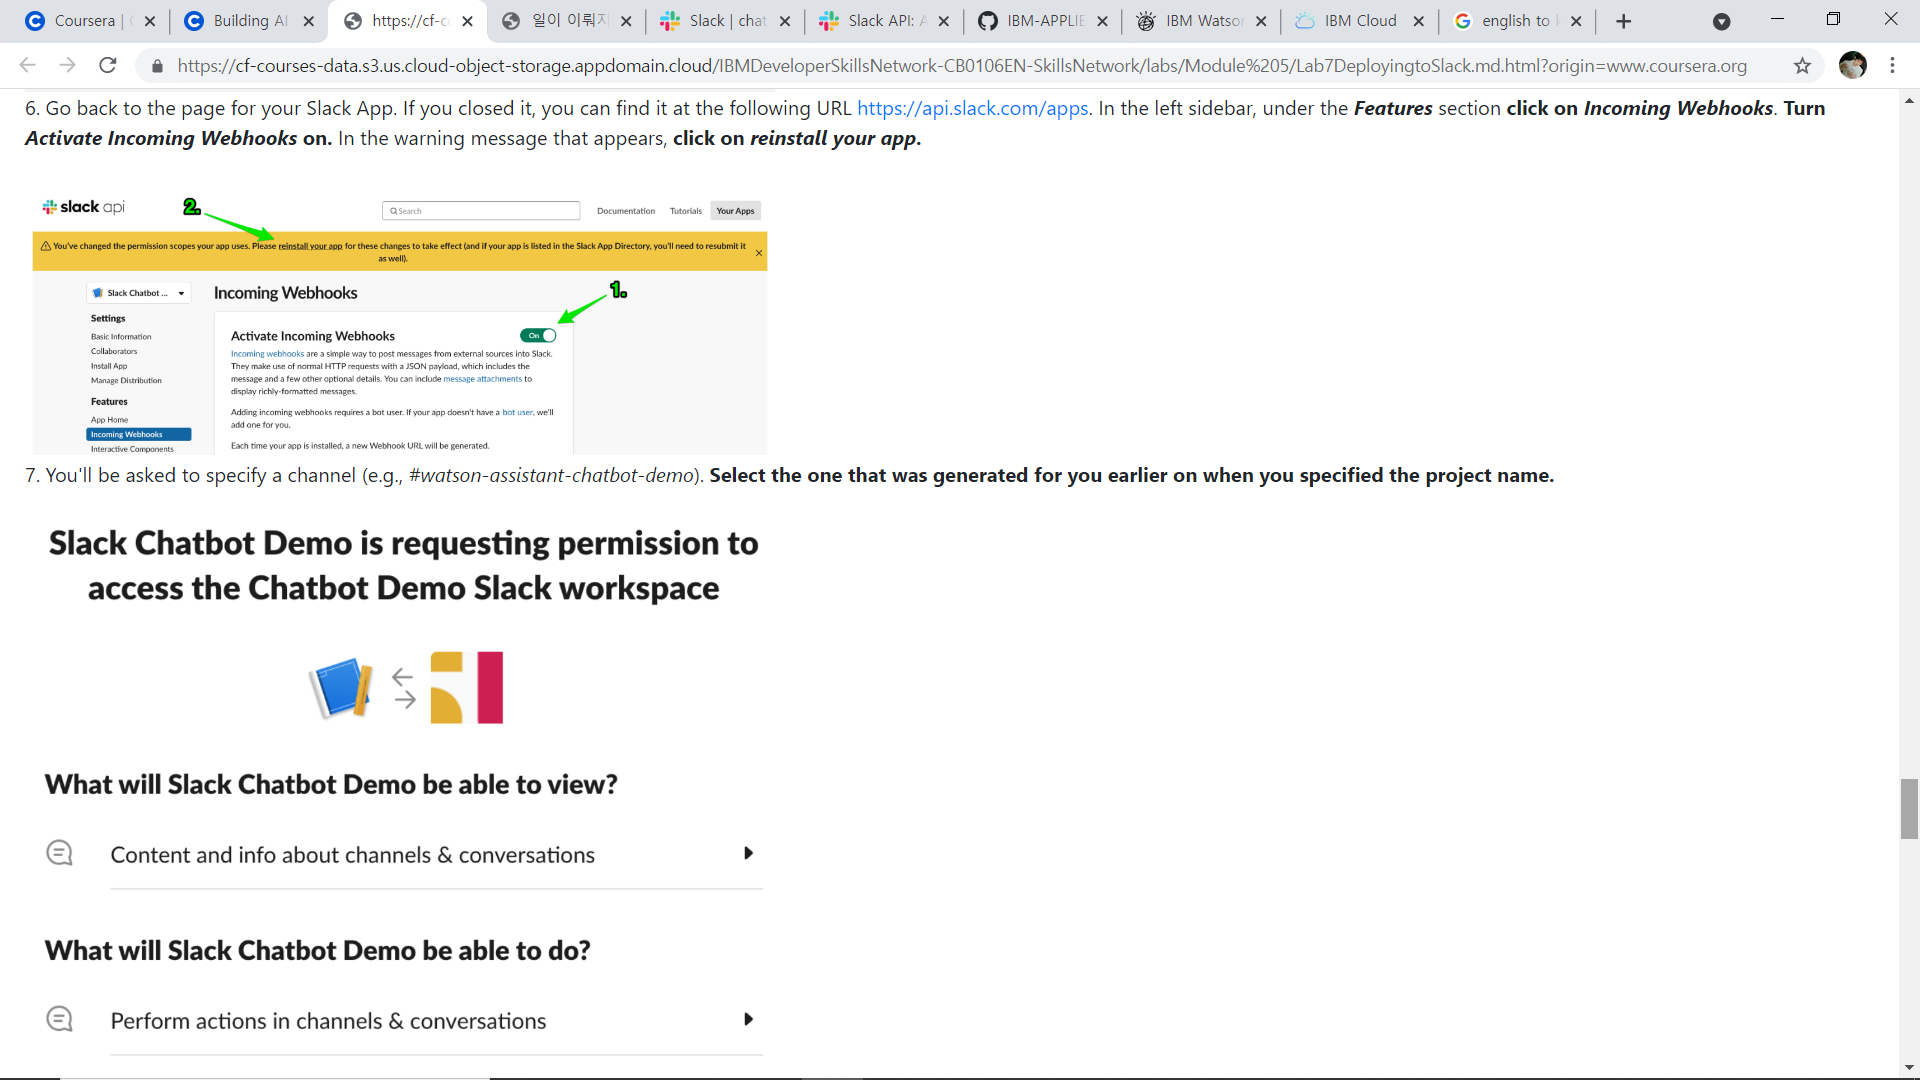 Coursera |
Building AI
https://cf-c
일이 이뤄지
Slack | chat
Slack API: A
IBM-APPLIE
IBM Watso
IBM Cloud
english to
https://cf-courses-data.s3.us.cloud-object-storage.appdomain.cloud/IBMDeveloperSkillsNetwork-CB0106EN-SkillsNetwork/labs/Module%205/Lab7DeployingtoSlack.md.html?origin=www.coursera.org
6. Go back to the page for your Slack App. If you closed it, you can find it at the following URL https://api.slack.com/apps. In the left sidebar, under the Features section click on Incoming Webhooks. Turn
Activate Incoming Webhooks on. In the warning message that appears, click on reinstall your app.
slack api
2.
Search
Documentation
Tutorials
Your Apps
You've changed the permission scopes your app uses. Please reinstall your app for these changes to take effect (and if your app is listed in the Slack App Directory, you'll need to resubmit it
as well).
Slack Chatbot ...
Incoming Webhooks
1.
Settings
Basic Information
Collaborators
Install App
Manage Distribution
Features
App Home
Incoming Webhooks
Interactive Components
Activate Incoming Webhooks
On
Incoming webhooks are a simple way to post messages from external sources into Slack.
They make use of normal HTTP requests with a JSON payload, which includes the
message and a few other optional details. You can include message attachments to
display richly-formatted messages.
Adding incoming webhooks requires a bot user. If your app doesn't have a bot user, we'll
add one for you.
Each time your app is installed, a new Webhook URL will be generated.
7. You'll be asked to specify a channel (e.g., #watson-assistant-chatbot-demo). Select the one that was generated for you earlier on when you specified the project name.
Slack Chatbot Demo is requesting permission to
access the Chatbot Demo Slack workspace
What will Slack Chatbot Demo be able to view?
Content and info about channels & conversations
What will Slack Chatbot Demo be able to do?
Perform actions in channels & conversations